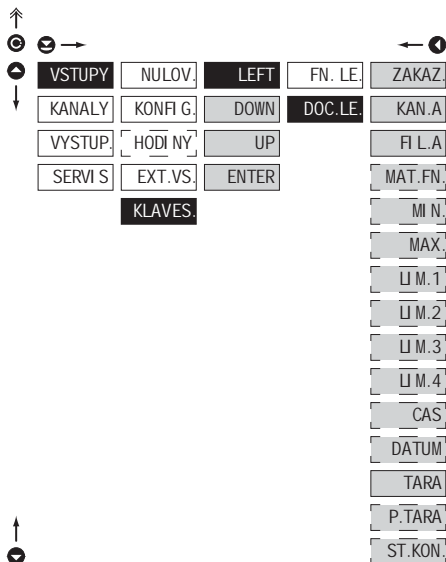 VSTUPY NULOV. LEFT FN. LE. ZAKAZ.
KANALY KONFIG. DOWN DOC.LE. KAN.A
VYSTUP. HODINY UP FIL.A
SERVIS EXT.VS. ENTER MAT.FN.
KLAVES. MIN.
MAX.
LIM.1
LIM.2
LIM.3
LIM.4
CAS
DATUM
TARA
P.TARA
ST.KON.